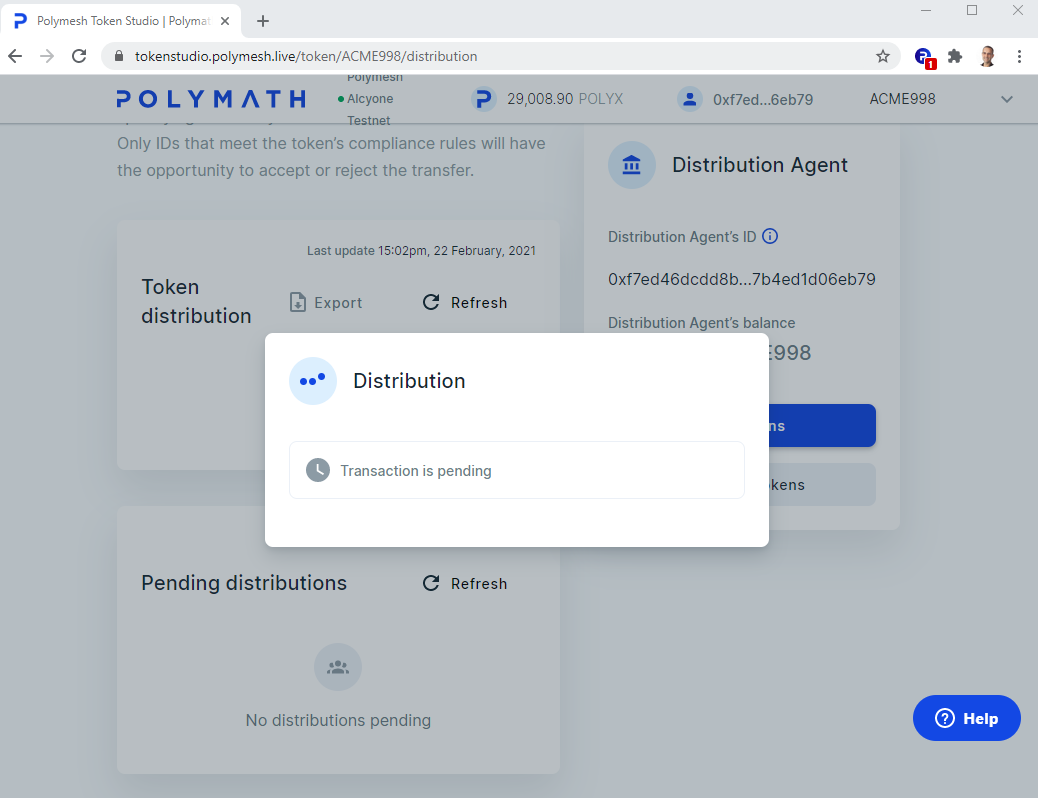 Polymesh Token Studio | Polymat
tokenstudio.polymesh.live/token/ACME998/distribution
1
POLYMATH
Polymesh
Alcyone
Testnet
29,008.90 POLYX
0xf7ed...6eb79
ACME998
Only IDs that meet the token's compliance rules will have
the opportunity to accept or reject the transfer.
Distribution Agent
Distribution Agent's ID
0xf7ed46dcdd8b...7b4ed1d06eb79
Distribution Agent's balance
E998
ns
kens
Last update 15:02pm, 22 February, 2021
Token
distribution
Export
Refresh
Distribution
Transaction is pending
Pending distributions
Refresh
No distributions pending
Help